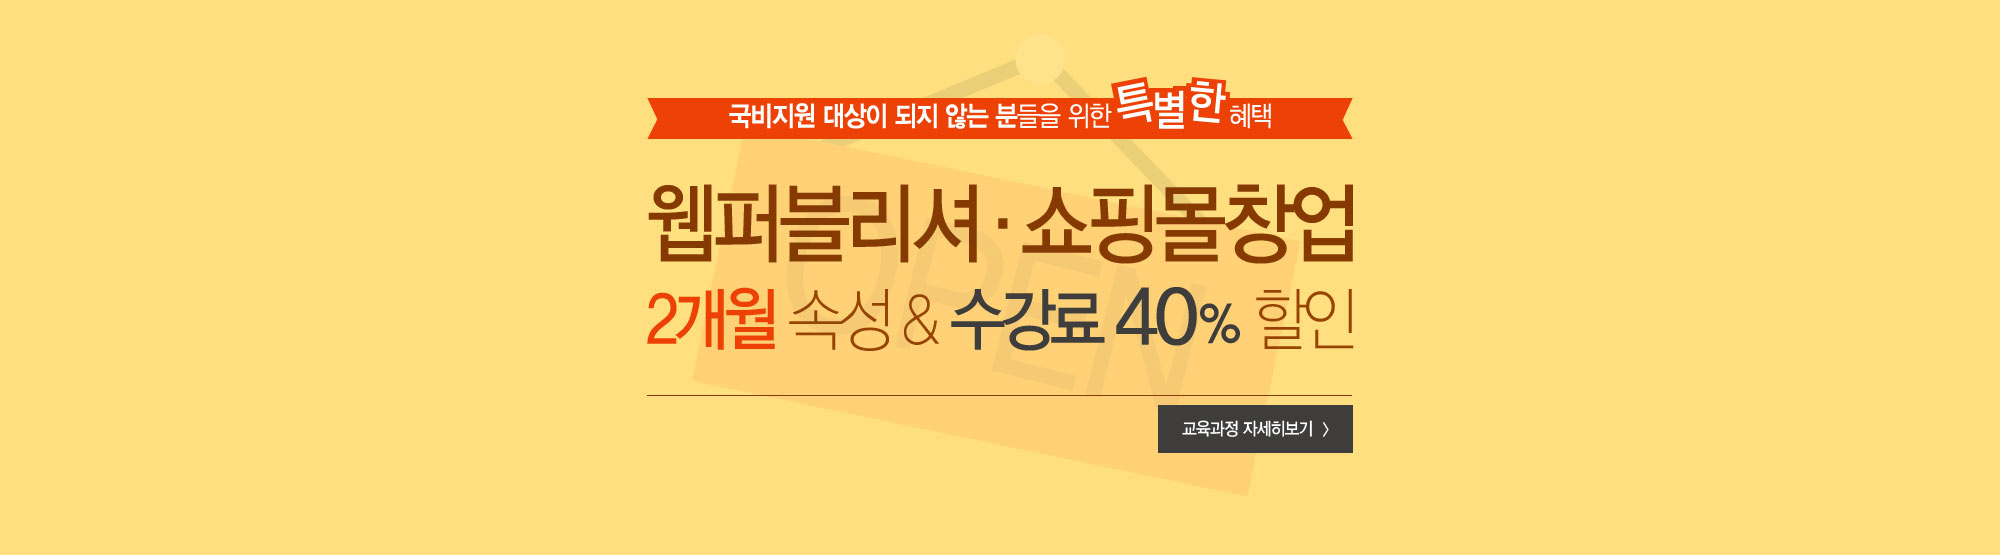 국비지원 대상이 되지 않는 분들을 위한 특별한 혜택
웹퍼블리셔 · 쇼핑몰창업
2개월 속성 & 수강료 40% 할인
OPEN
교육과정 자세히보기 >